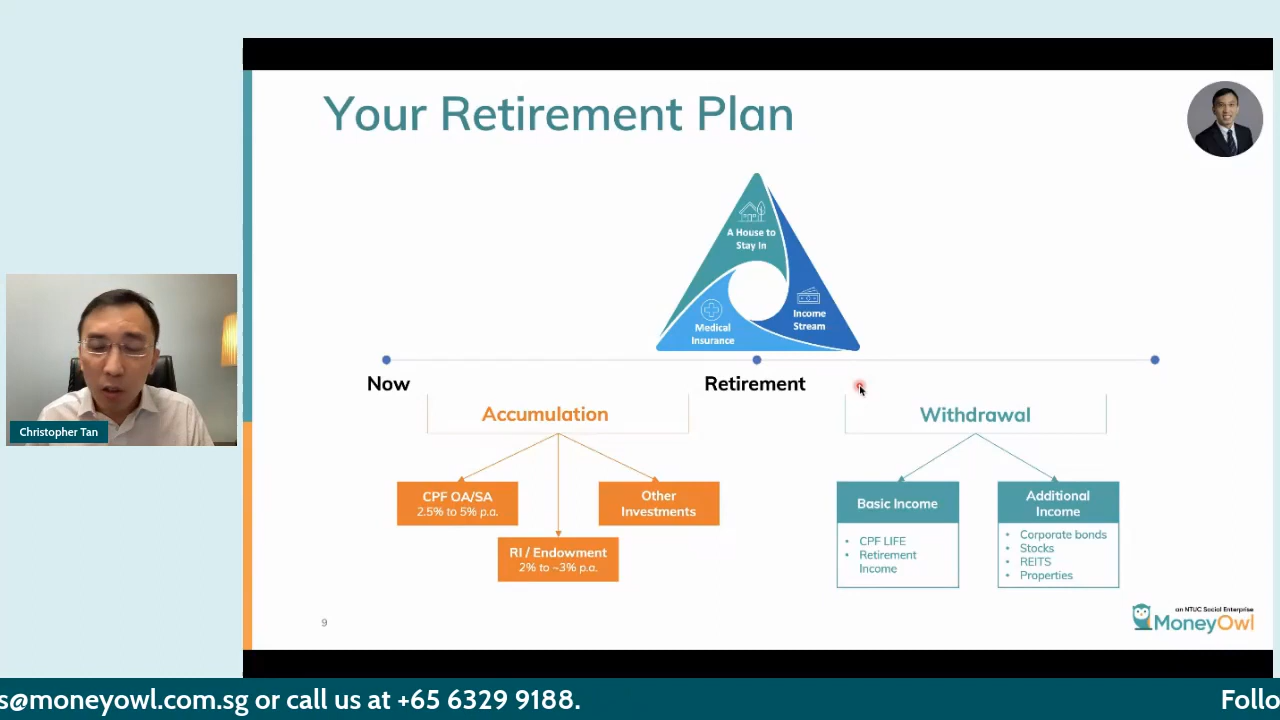 Your Retirement Plan
A House to
Stay In
Income
Stream
Medical
Insurance
Now
Retirement
Accumulation
Withdrawal
CPF OA/SA
2.5% to 5% p.a.
Other
Investments
RI / Endowment
2% to ~3% p.a.
Basic Income
• CPF LIFE
• Retirement
Income
Additional
Income
• Corporate bonds
• Stocks
• REITS
• Properties
Christopher Tan
9
an NTUC Social Enterprise
MoneyOwl
s@moneyowl.com.sg or call us at +65 6329 9188.
Follo